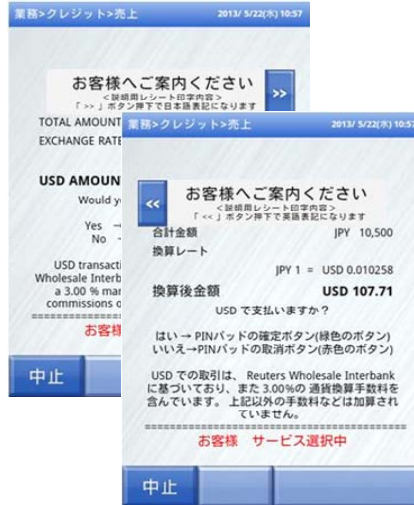 業務>クレジット>売上 2013/ 5/22(水) 10:57
お客様へご案内ください
<説明用レシート印字内容>
「 >> 」ボタン押下で日本語表記になります
>>
TOTAL AMOUNT
EXCHANGE RATE
USD AMOUN
Would y
Yes →
No
USD transacti
Wholesale Interb
a 3.00 % mar
commissions o
お客様
中止
業務>クレジット>売上 2013/ 5/22(水) 10:57
<<
お客様へご案内ください
<説明用レシート印字内容>
「 << 」ボタン押下で英語表記になります
合計金額 JPY 10,500
換算レート
JPY 1 = USD 0.010258
換算後金額 USD 107.71
USD で支払いますか？
はい → PINパッドの確定ボタン(緑色のボタン)
いいえ→PINパッドの取消ボタン(赤色のボタン)
USD での取引は、 Reuters Wholesale Interbank
に基づいており、また 3.00%の 通貨換算手数料を
含んでいます。 上記以外の手数料などは加算され
ていません。
お客様 サービス選択中
中止